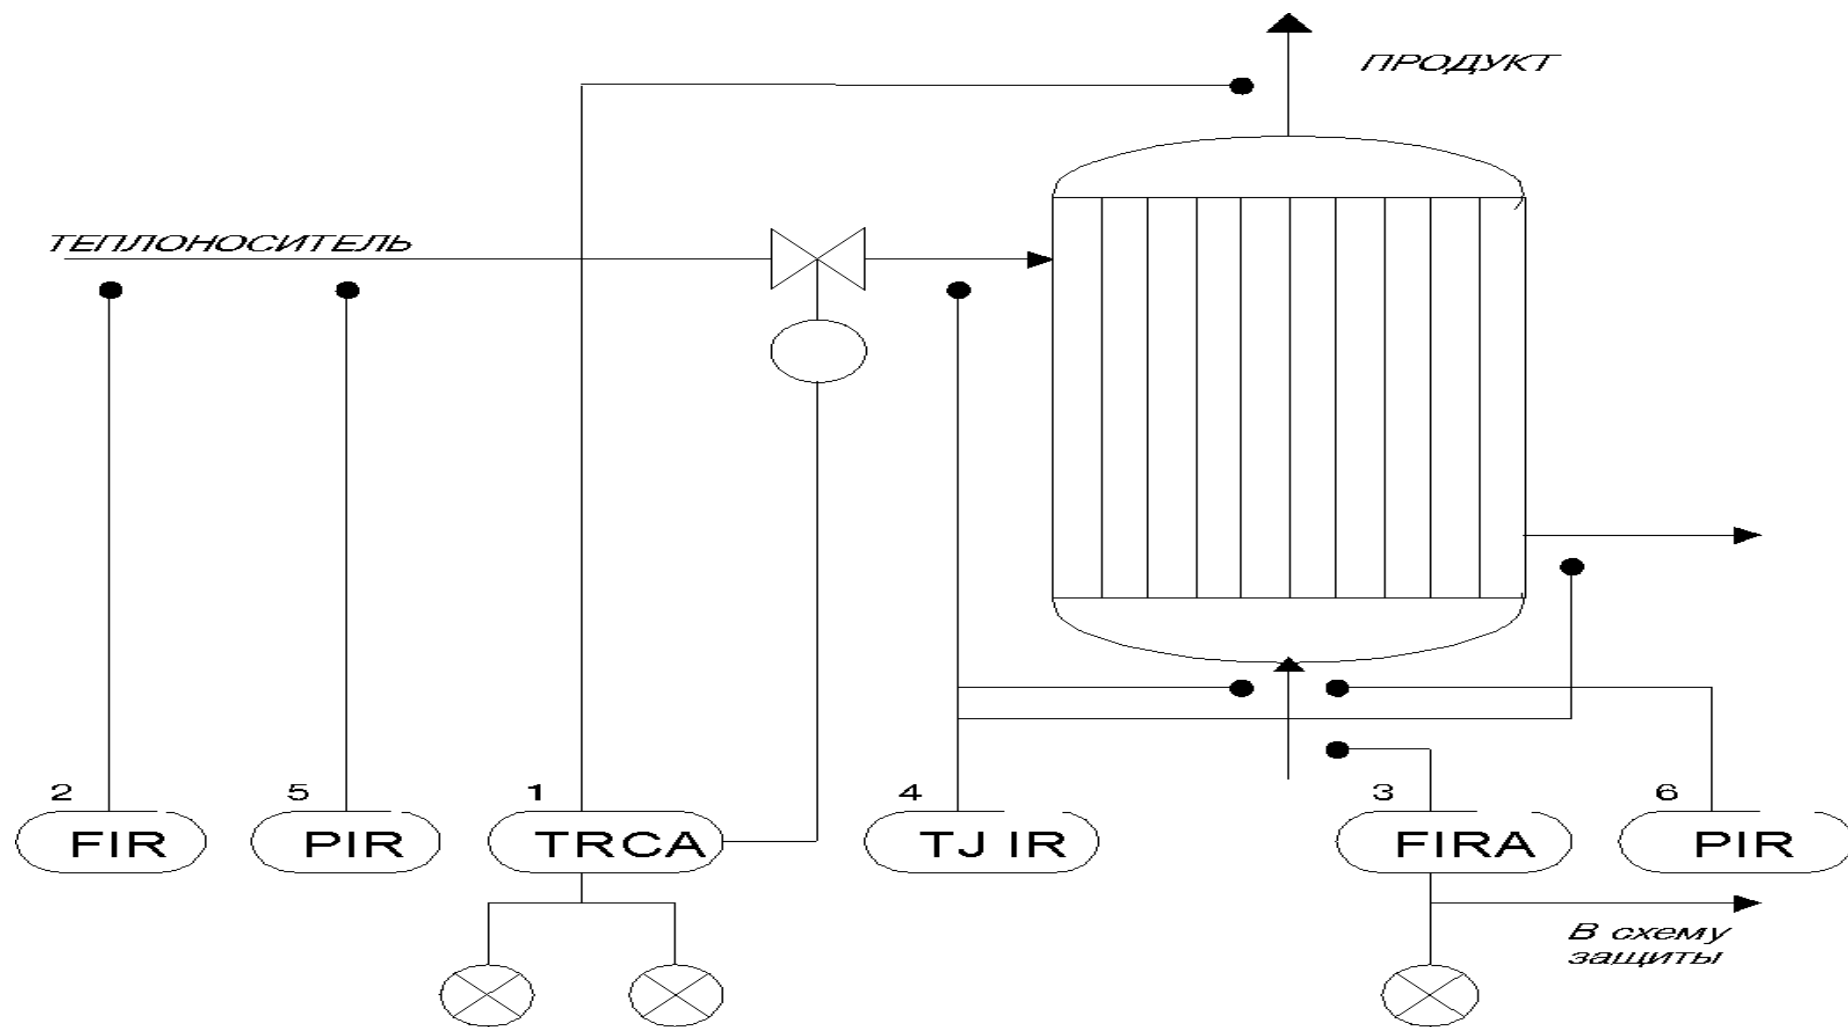 ПРОДУКТ
ТЕПЛОНОСИТЕЛЬ
2 5 1 4 3 6
FIR PIR TRCA TJ IR FIRA PIR
В схему
защиты